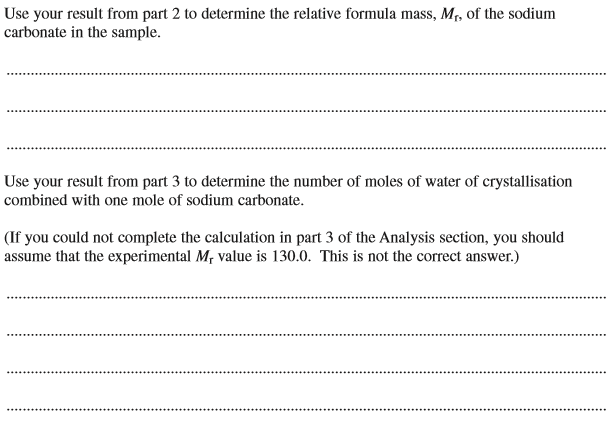 Use your result from part 2 to determine the relative formula mass, Mr, of the sodium
carbonate in the sample.
Use your result from part 3 to determine the number of moles of water of crystallisation
combined with one mole of sodium carbonate.
(If you could not complete the calculation in part 3 of the Analysis section, you should
assume that the experimental Mr value is 130.0. This is not the correct answer.)